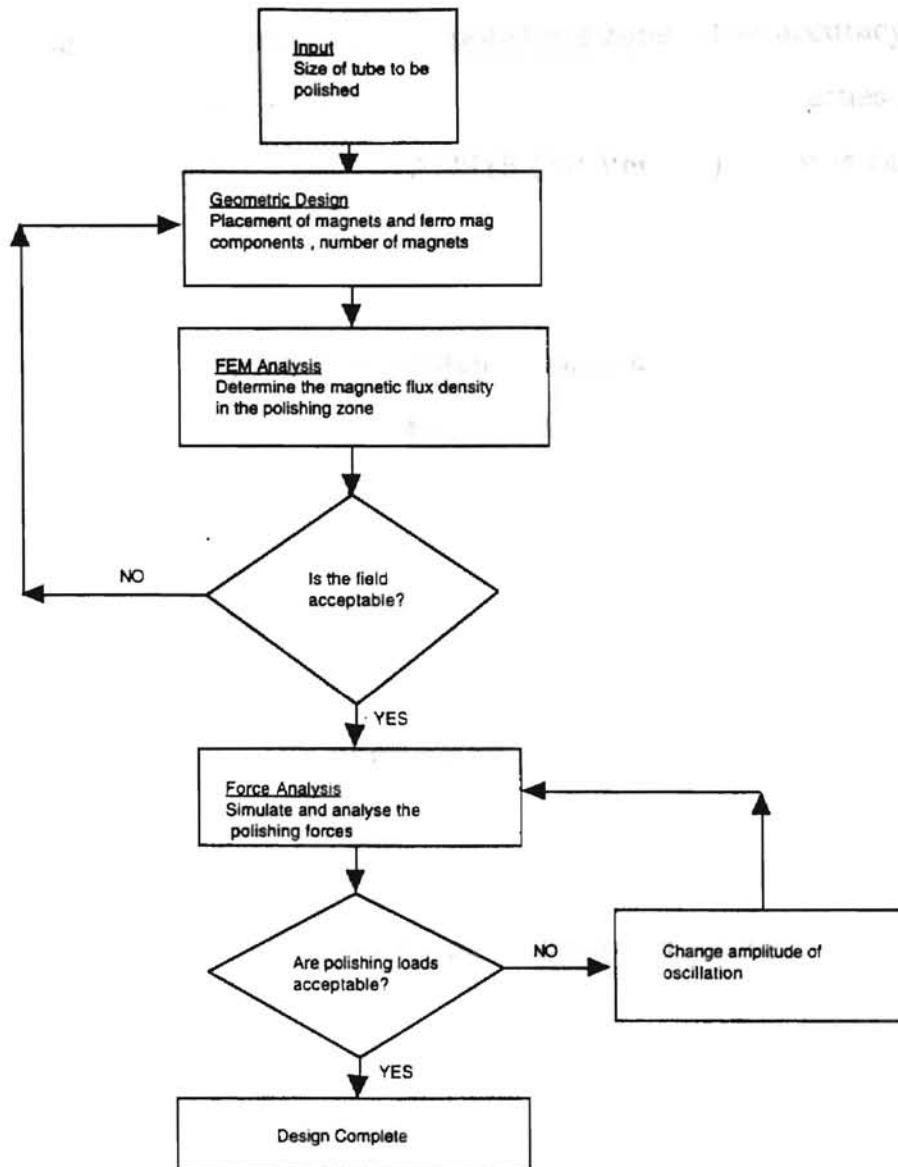 Input
Size of tube to be
polished
Geometric Design
Placement of magnets and ferro mag
components , number of magnets
FEM Analysis
Determine the magnetic flux density
in the polishing zone
Is the field
acceptable?
NO
YES
Force Analysis
Simulate and analyse the
polishing forces
Are polishing loads
acceptable?
NO
Change amplitude of
oscillation
YES
Design Complete